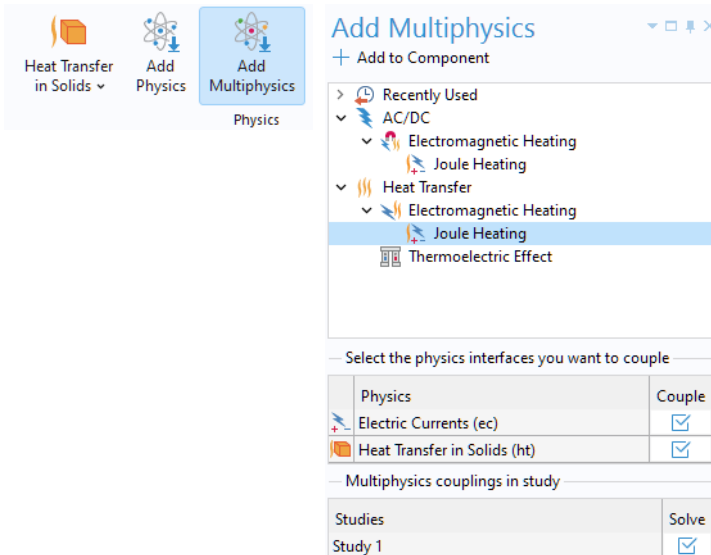 Heat Transfer
in Solids
Add
Physics
Add
Multiphysics
Physics
Add Multiphysics
Add to Component
Recently Used
AC/DC
Electromagnetic Heating
Joule Heating
Heat Transfer
Electromagnetic Heating
Joule Heating
Thermoelectric Effect
Select the physics interfaces you want to couple
Physics Couple
Electric Currents (ec)
Heat Transfer in Solids (ht)
Multiphysics couplings in study
Studies Solve
Study 1